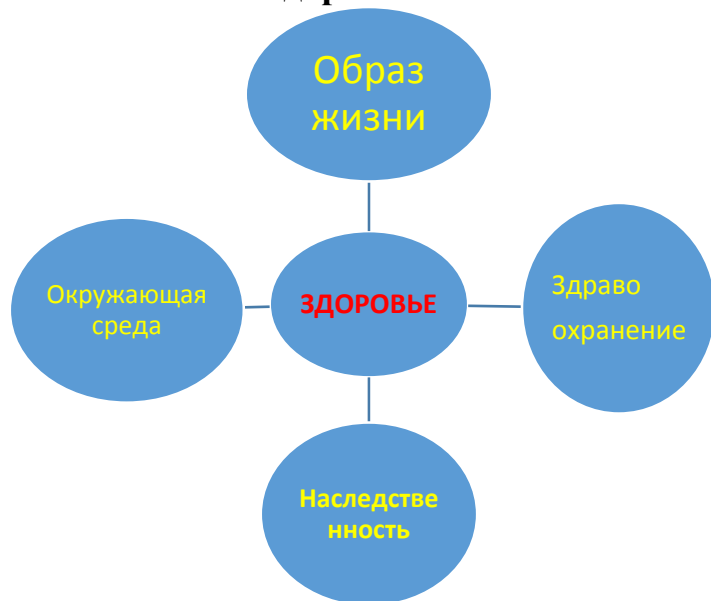 Образ
жизни
Окружающая
среда
ЗДОРОВЬЕ
Здраво
охранение
Наследстве
нность